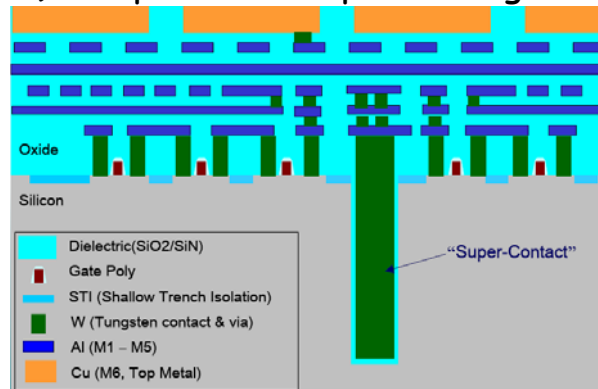 Oxide
Silicon
"Super-Contact"
Dielectric(SiO2/SiN)
Gate Poly
STI (Shallow Trench Isolation)
W (Tungsten contact & via)
Al (M1 – M5)
Cu (M6, Top Metal)